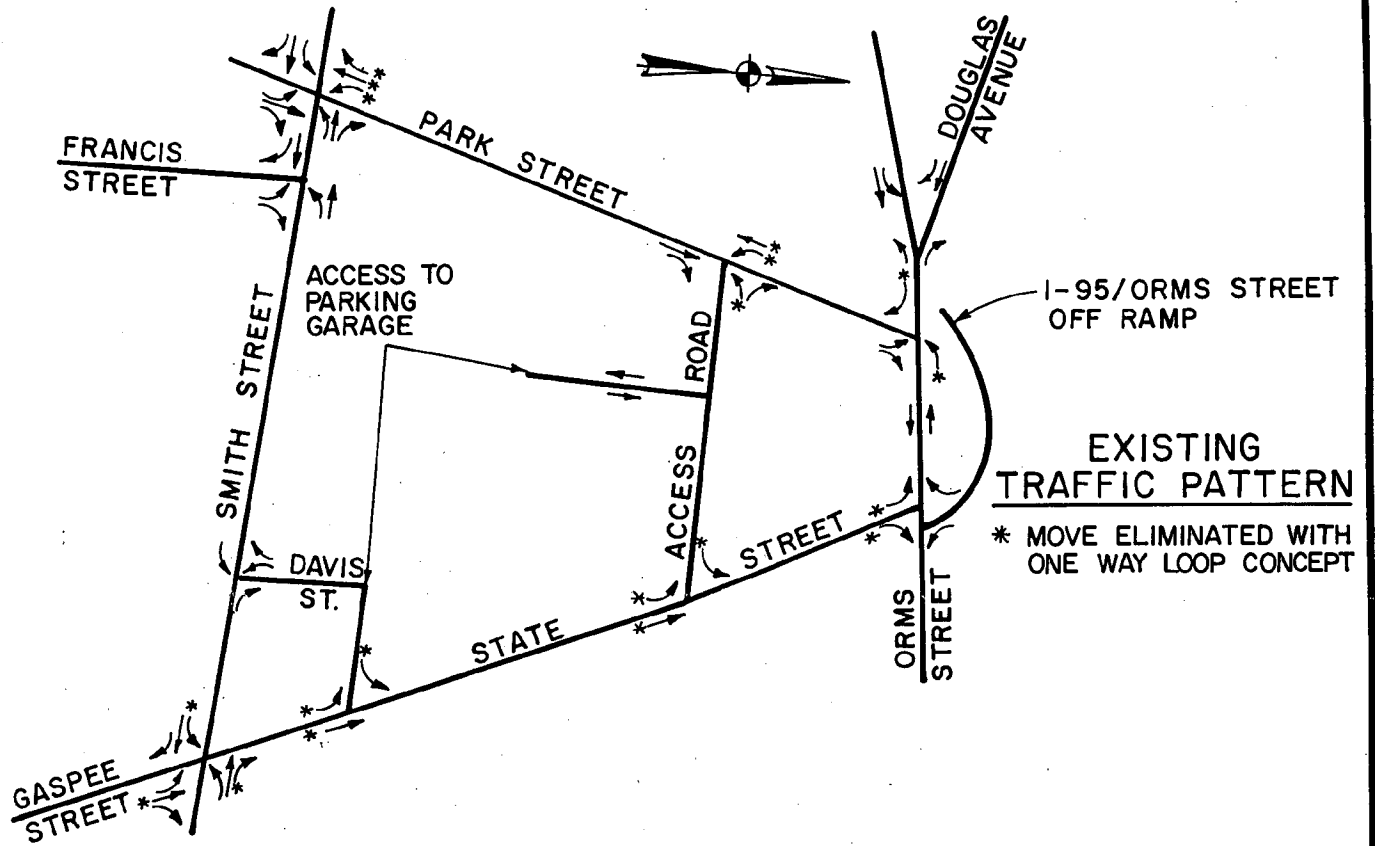 DOUGLAS
AVENUE
PARK STREET
FRANCIS
STREET
ACCESS TO
PARKING
GARAGE
I-95/ORMS STREET
OFF RAMP
SMITH STREET
ACCESS ROAD
EXISTING
TRAFFIC PATTERN
* MOVE ELIMINATED WITH
ONE WAY LOOP CONCEPT
DAVIS
ST.
STATE STREET
ORMS
STREET
GASPEE
STREET